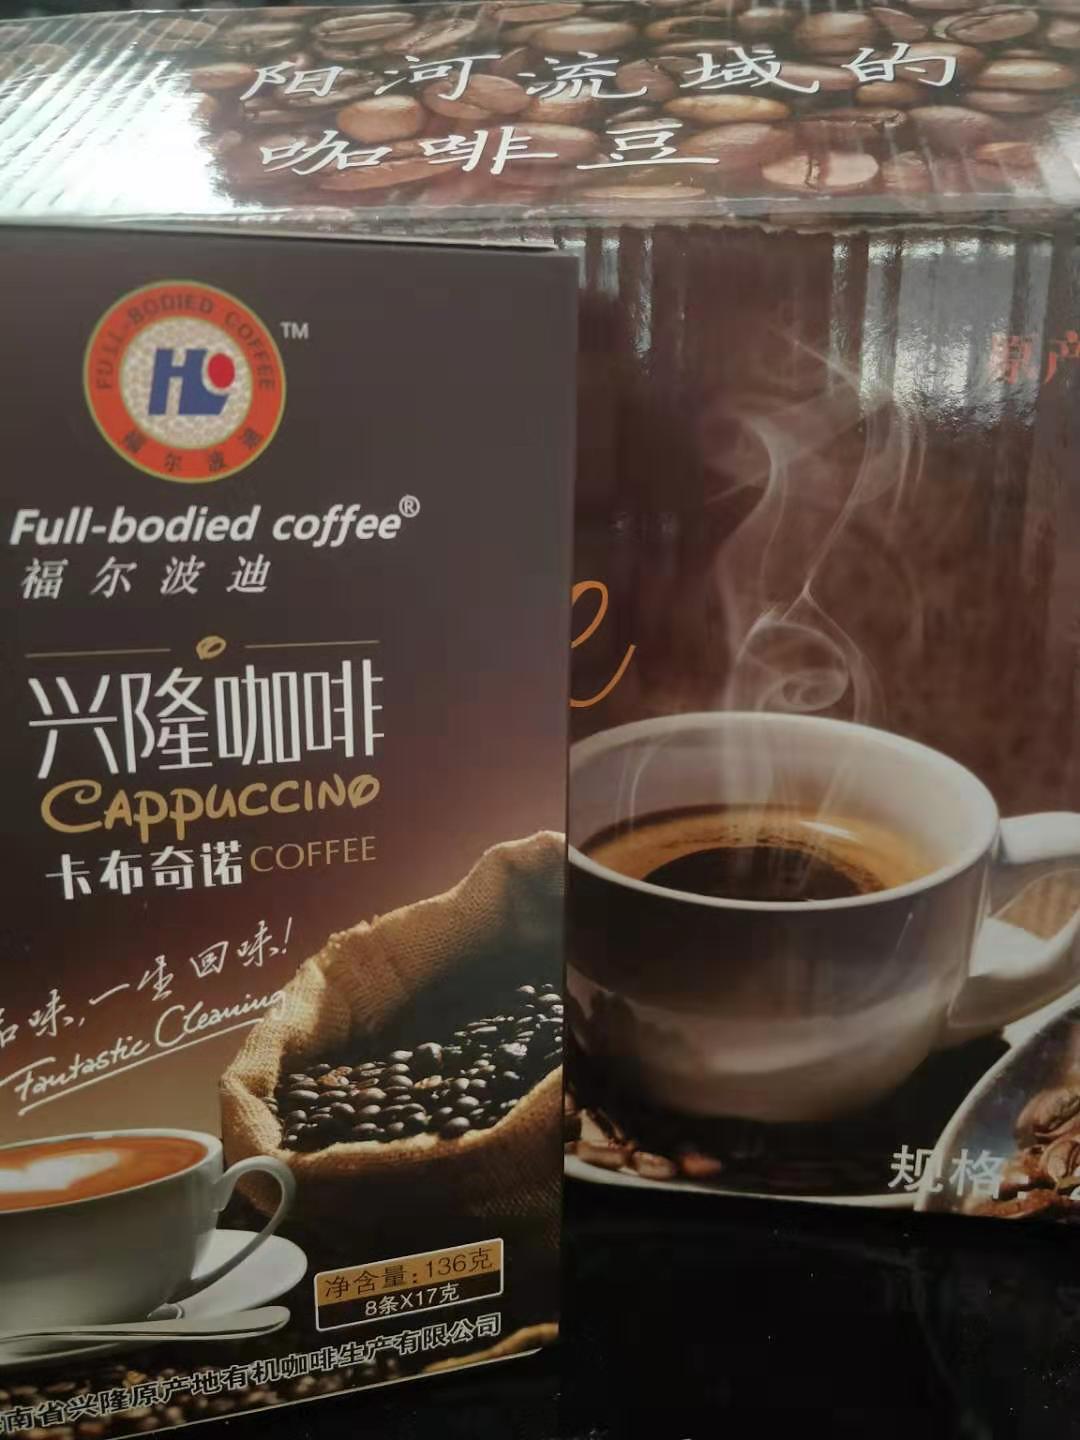 阳河流域的
咖啡豆
原产
FULL-BODIED COFFEE
HL
TM
福尔波迪
Full-bodied coffee®
福尔波迪
e
兴隆咖啡
CAPPUCCINO
卡布奇诺COFFEE
味,一生回味!
Fantastic Cleaning
规格:
净含量:136克
8条X17克
南省兴隆原产地有机咖啡生产有限公司